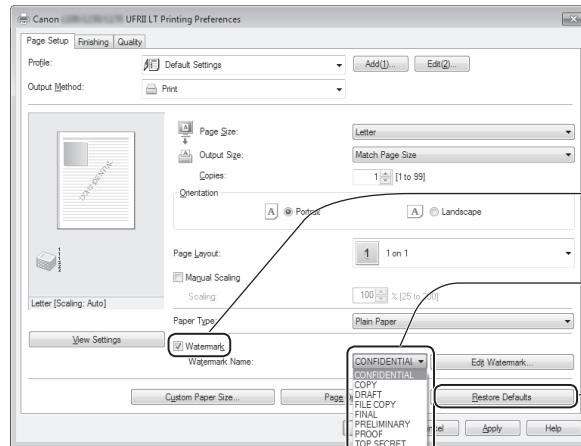 Canon UFRII LT Printing Preferences
Page Setup Finishing Quality
Profile: Default Settings Add(1)... Edit(2)...
Output Method: Print
Page Size: Letter
Output Size: Match Page Size
Copies: 1 [1 to 99]
Orientation
A Portrait A Landscape
CONFIDENTIAL
Page Layout: 1 1 on 1
Manual Scaling
Scaling: 100 % [25 to 200]
Letter [Scaling: Auto]
Paper Type: Plain Paper
View Settings
Watermark
Watermark Name: CONFIDENTIAL Edit Watermark...
CONFIDENTIAL
COPY
DRAFT
FILE COPY
FINAL
PRELIMINARY
PROOF
TOP SECRET
Custom Paper Size... Page Restore Defaults
Apply Help